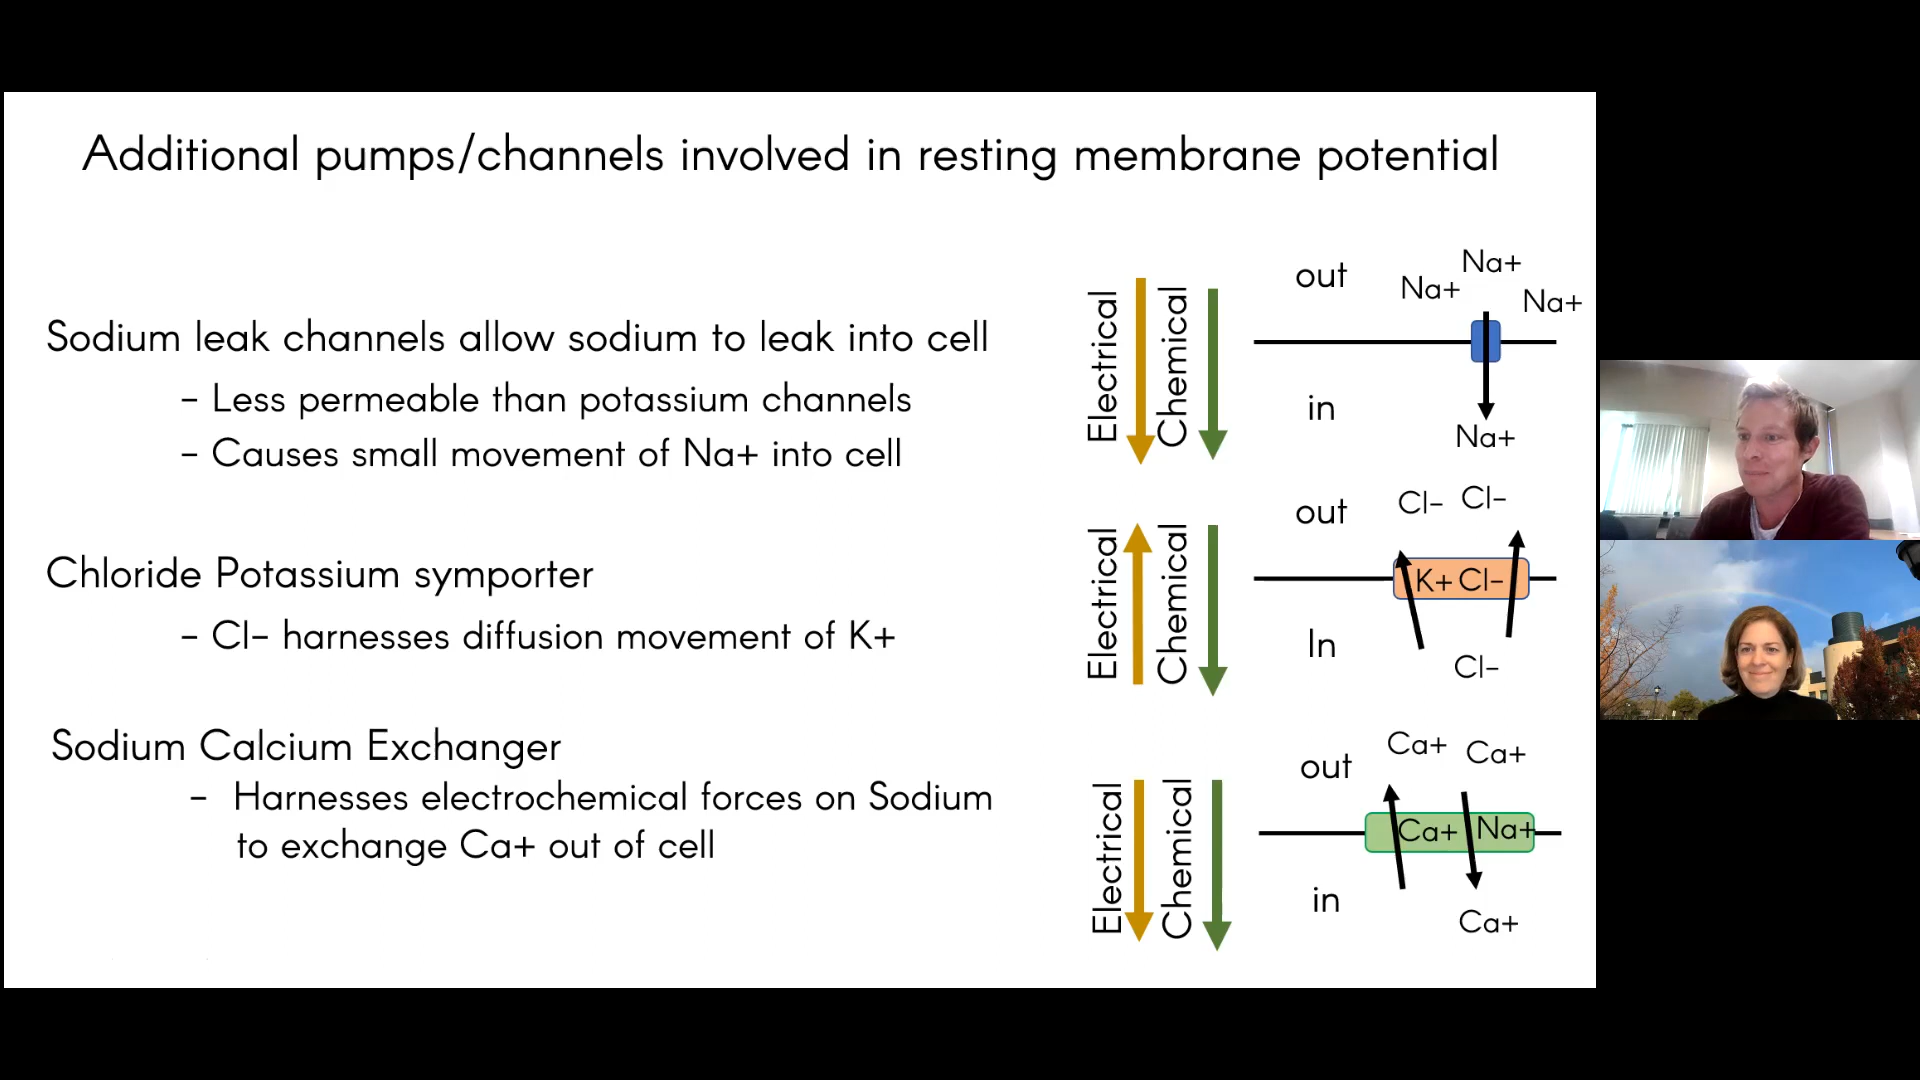 Additional pumps/channels involved in resting membrane potential
Sodium leak channels allow sodium to leak into cell
- Less permeable than potassium channels
- Causes small movement of Na+ into cell
Electrical
Chemical
out
in
Na+
Na+
Na+
Na+
Chloride Potassium symporter
- Cl- harnesses diffusion movement of K+
Electrical
Chemical
out
In
Cl- Cl-
K+ Cl-
Cl-
Sodium Calcium Exchanger
- Harnesses electrochemical forces on Sodium
to exchange Ca+ out of cell
Electrical
Chemical
out
in
Ca+ Ca+
Ca+ Na+
Ca+